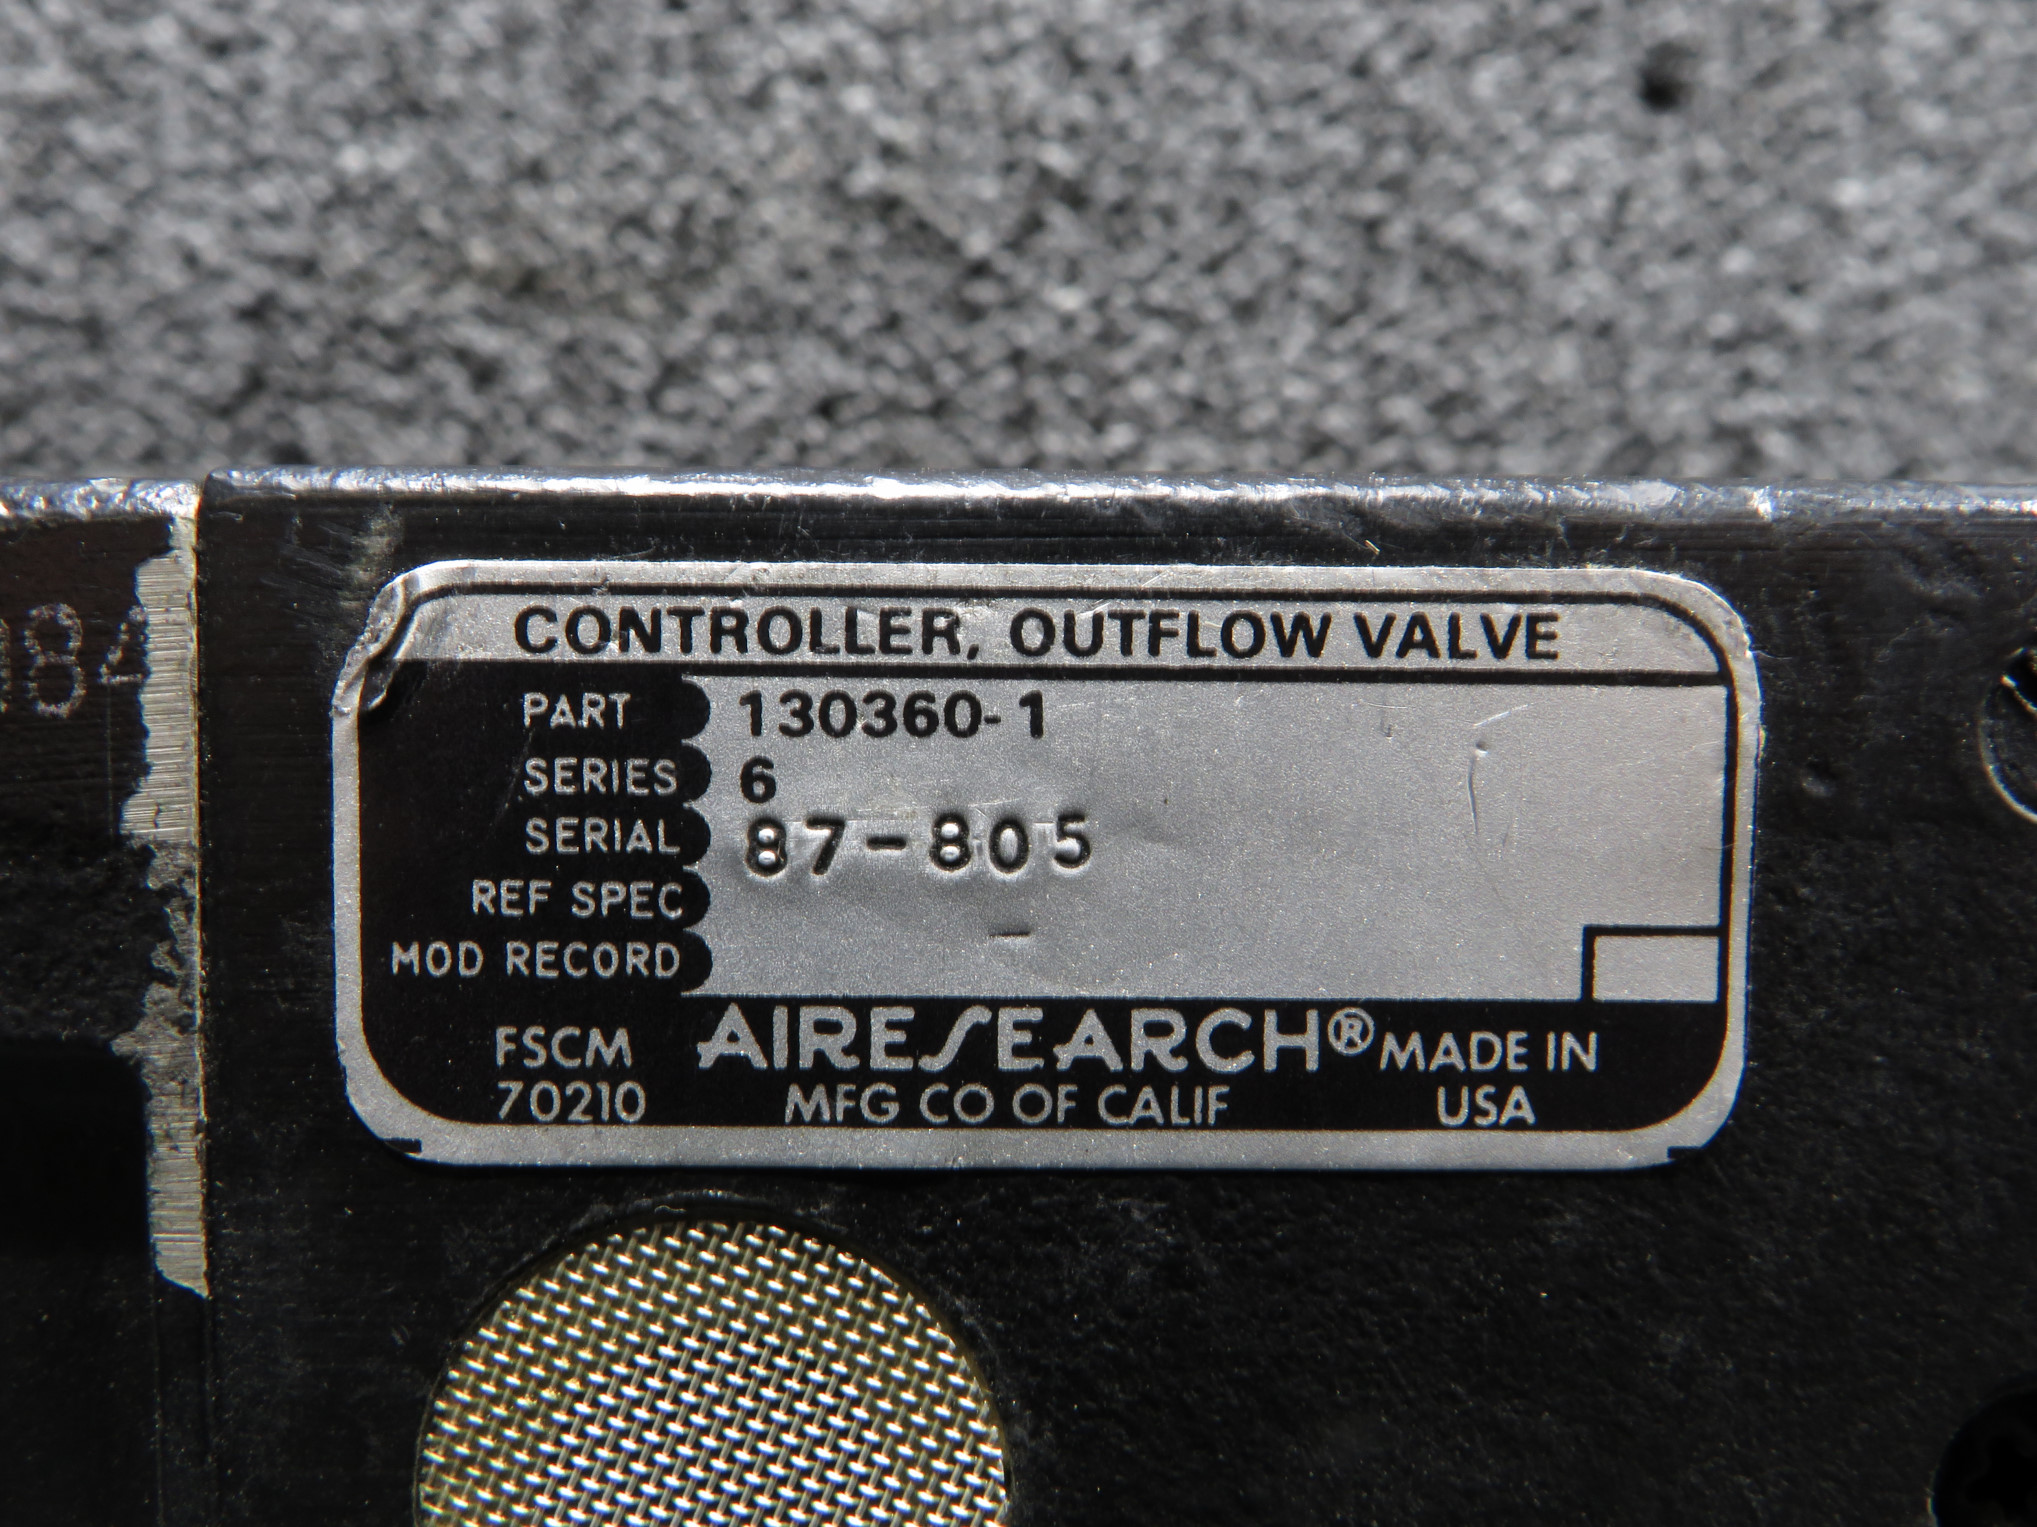 CONTROLLER, OUTFLOW VALVE
PART 130360-1
SERIES 6
SERIAL 87-805
REF SPEC
MOD RECORD
FSCM 70210
AIRESEARCH®
MFG CO OF CALIF
MADE IN USA